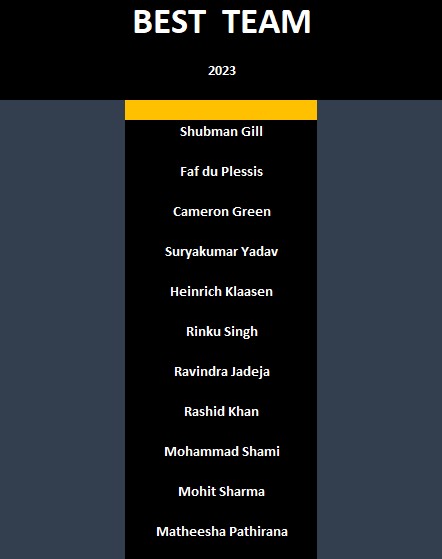 BEST TEAM
2023
Shubman Gill
Faf du Plessis
Cameron Green
Suryakumar Yadav
Heinrich Klaasen
Rinku Singh
Ravindra Jadeja
Rashid Khan
Mohammad Shami
Mohit Sharma
Matheesha Pathirana